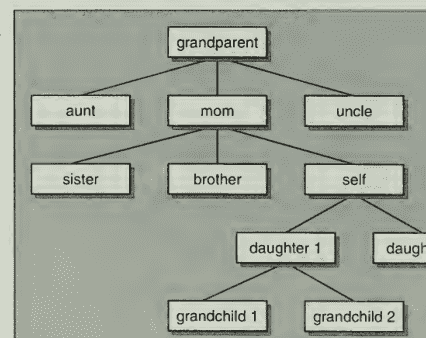 grandparent
aunt mom uncle
sister brother self
daughter 1
grandchild 1 grandchild 2